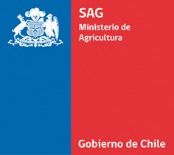 SAG
Ministerio de
Agricultura
Gobierno de Chile